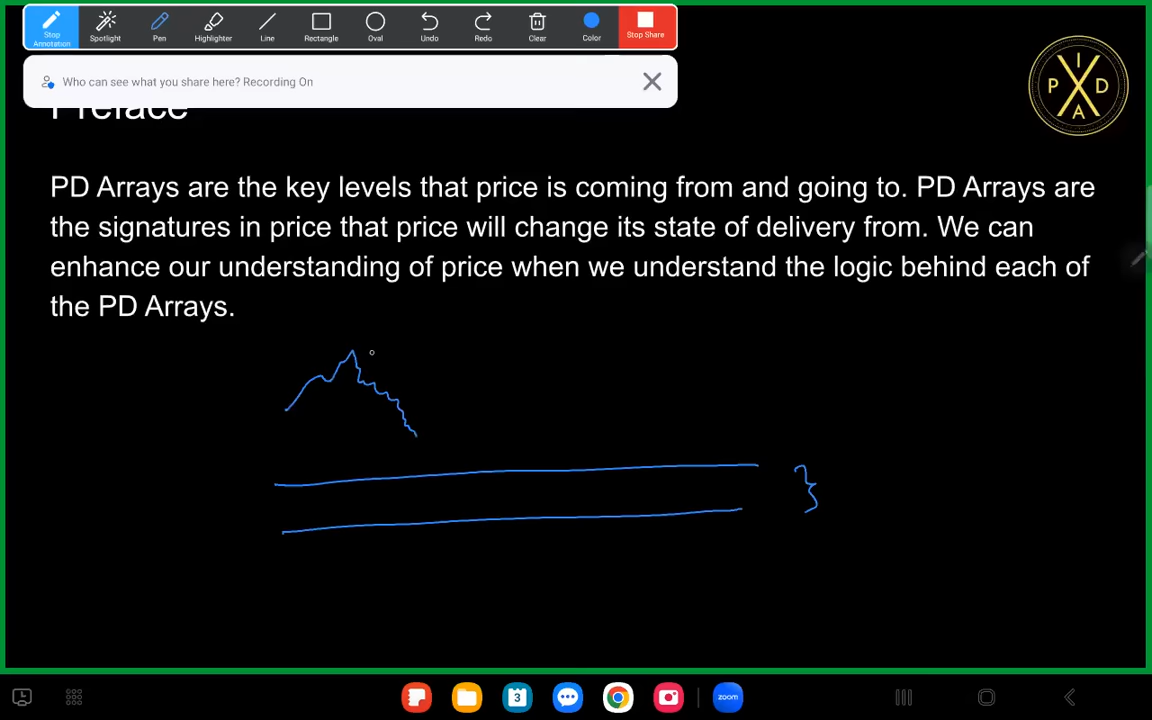 Stop Annotation
Spotlight
Pen
Highlighter
Line
Rectangle
Oval
Undo
Redo
Clear
Color
Stop Share
Who can see what you share here? Recording On
Preface
I
P D
A
PD Arrays are the key levels that price is coming from and going to. PD Arrays are
the signatures in price that price will change its state of delivery from. We can
enhance our understanding of price when we understand the logic behind each of
the PD Arrays.
3
zoom